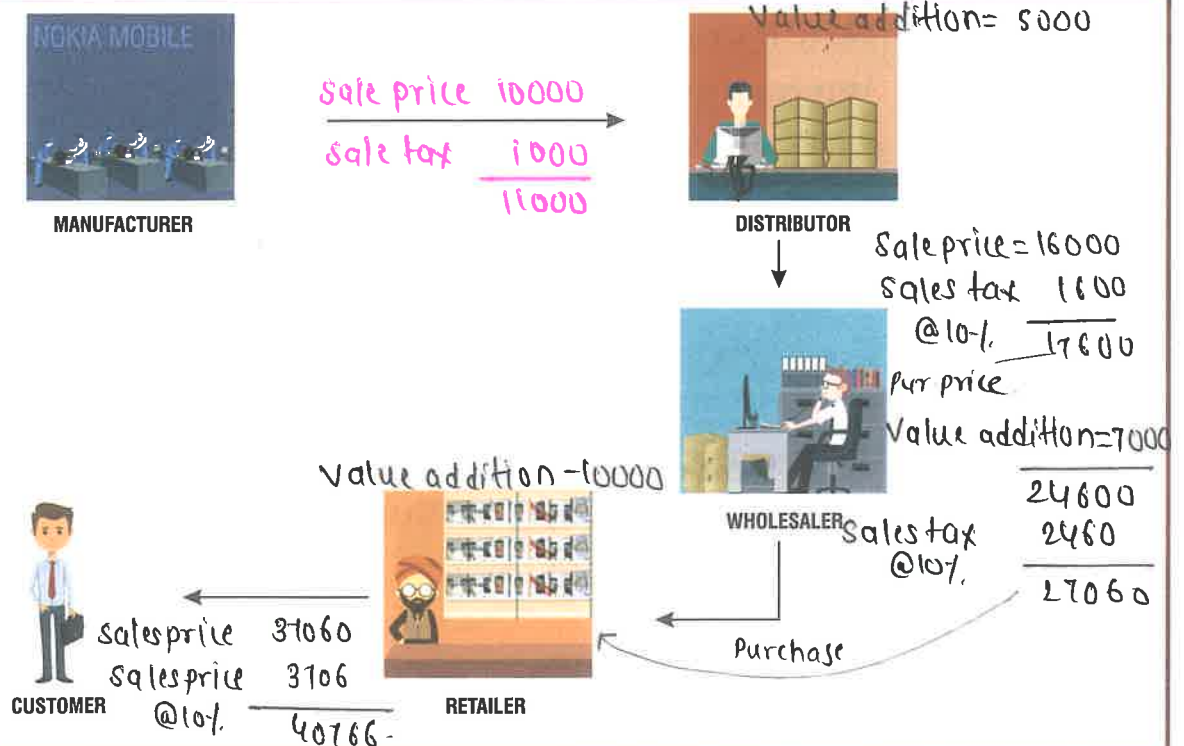 NOKIA MOBILE
Value addition= 5000
Sale price 10000
Sale tax 1000
11000
MANUFACTURER
DISTRIBUTOR
Sale price=16000
Sales tax 1600
@10%. 17600
Pur price
Value addition=7000
24600
WHOLESALER
Sales tax 2460
@10%.
27060
Value addition-10000
Purchase
Salesprice 37060
Salesprice 3706
@10%. 40766-
CUSTOMER
RETAILER